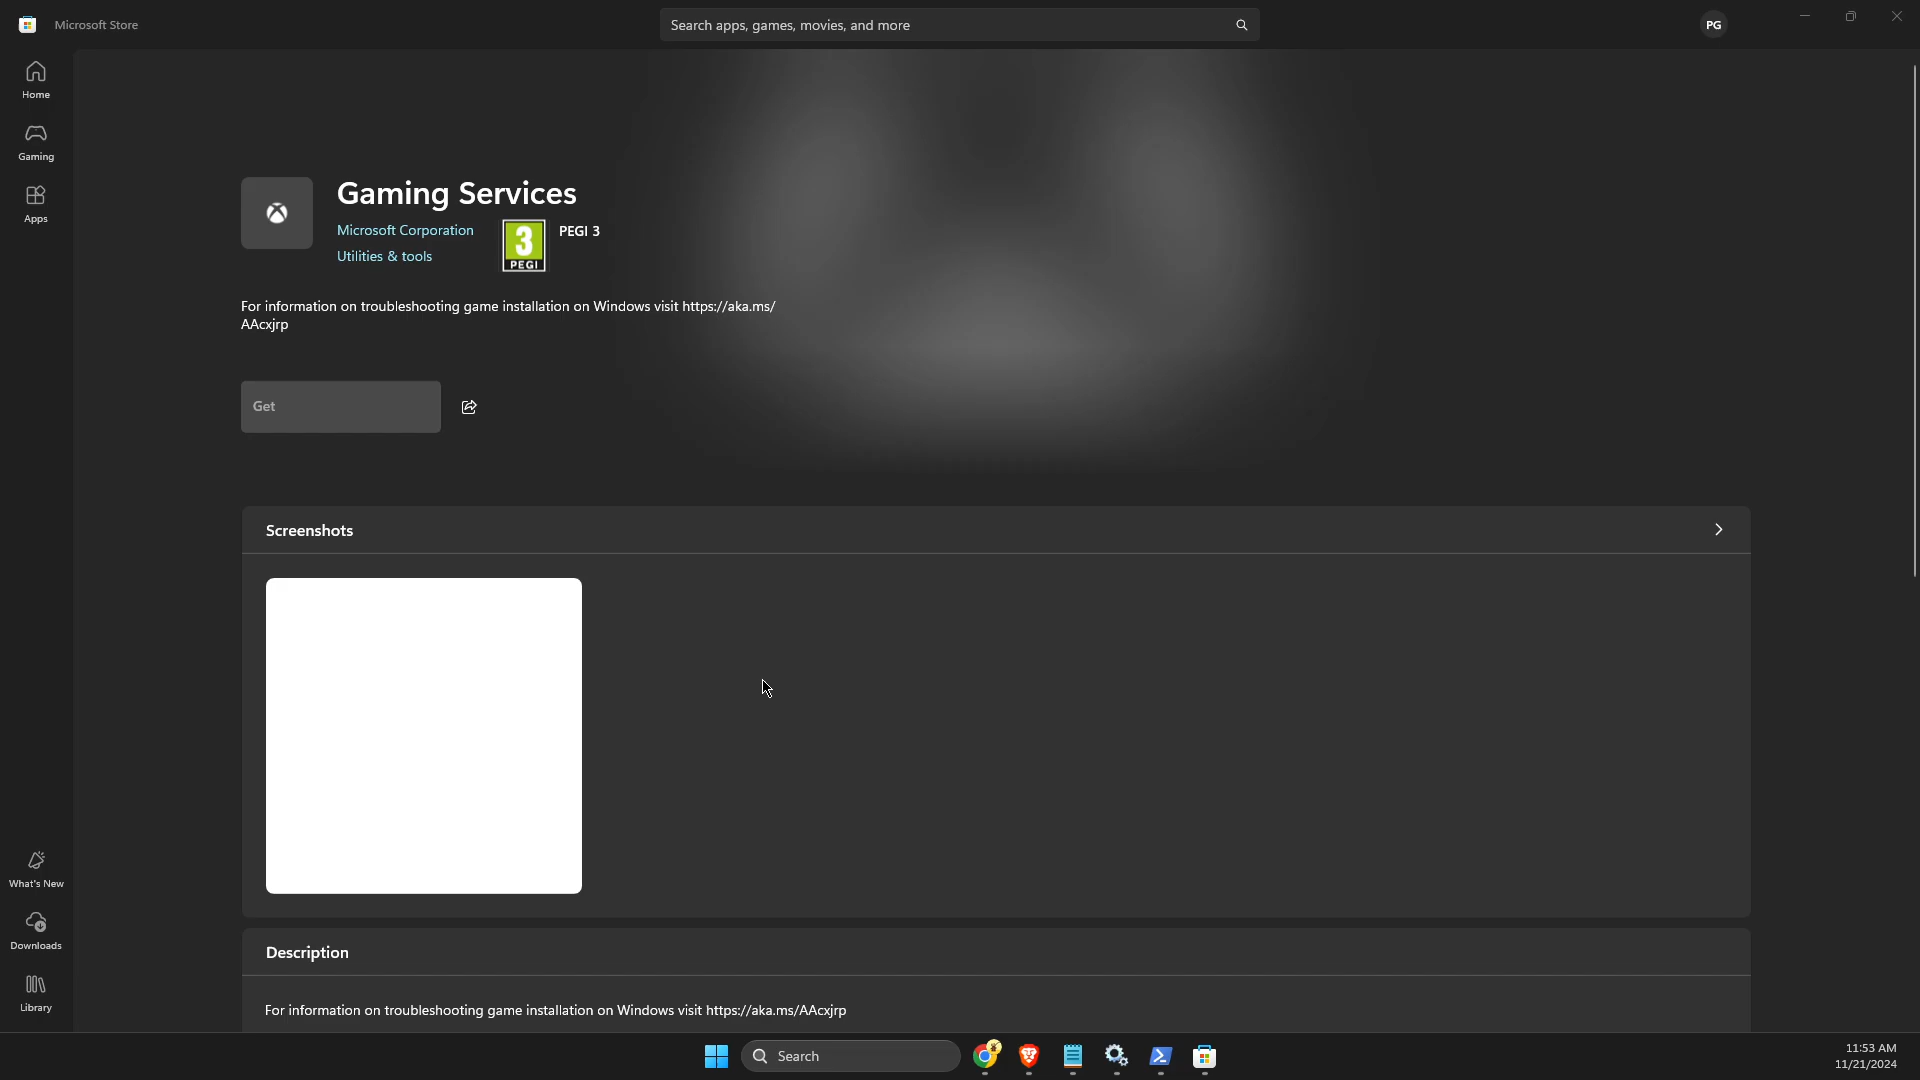 Microsoft Store
Search apps, games, movies, and more
PG
Home
Gaming
Apps
Gaming Services
Microsoft Corporation
Utilities & tools
3
PEGI
PEGI 3
For information on troubleshooting game installation on Windows visit https://aka.ms/
AAcxjrp
Get
Screenshots
Description
For information on troubleshooting game installation on Windows visit https://aka.ms/AAcxjrp
What's New
Downloads
Library
Search
11:53 AM
11/21/2024